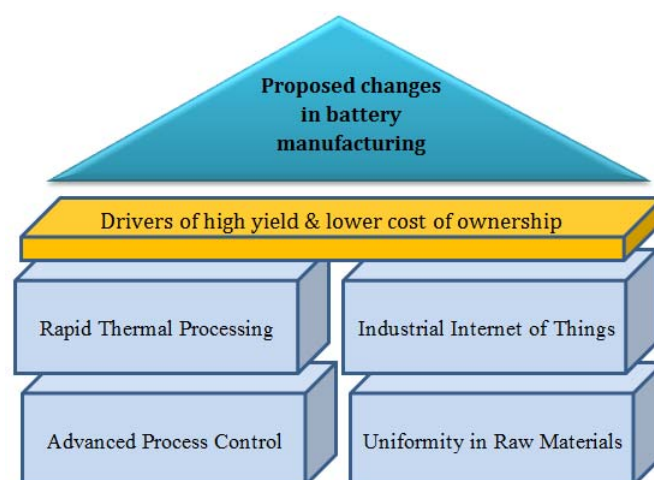 Proposed changes
in battery
manufacturing
Drivers of high yield & lower cost of ownership
Rapid Thermal Processing
Industrial Internet of Things
Advanced Process Control
Uniformity in Raw Materials